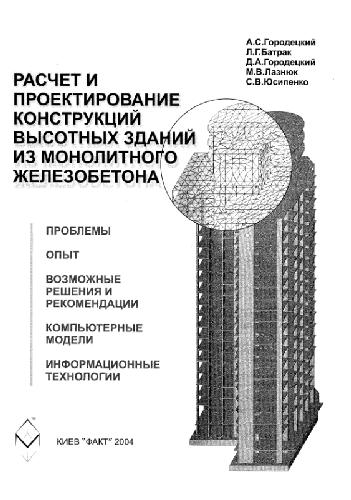 А.С.Городецкий
Л.Г.Батрак
Д.А.Городецкий
М.В.Лазнюк
С.В.Юсипенко
РАСЧЕТ И
ПРОЕКТИРОВАНИЕ
КОНСТРУКЦИЙ
ВЫСОТНЫХ ЗДАНИЙ
ИЗ МОНОЛИТНОГО
ЖЕЛЕЗОБЕТОНА
ПРОБЛЕМЫ
ОПЫТ
ВОЗМОЖНЫЕ
РЕШЕНИЯ И
РЕКОМЕНДАЦИИ
КОМПЬЮТЕРНЫЕ
МОДЕЛИ
ИНФОРМАЦИОННЫЕ
ТЕХНОЛОГИИ
КИЕВ "ФАКТ" 2004